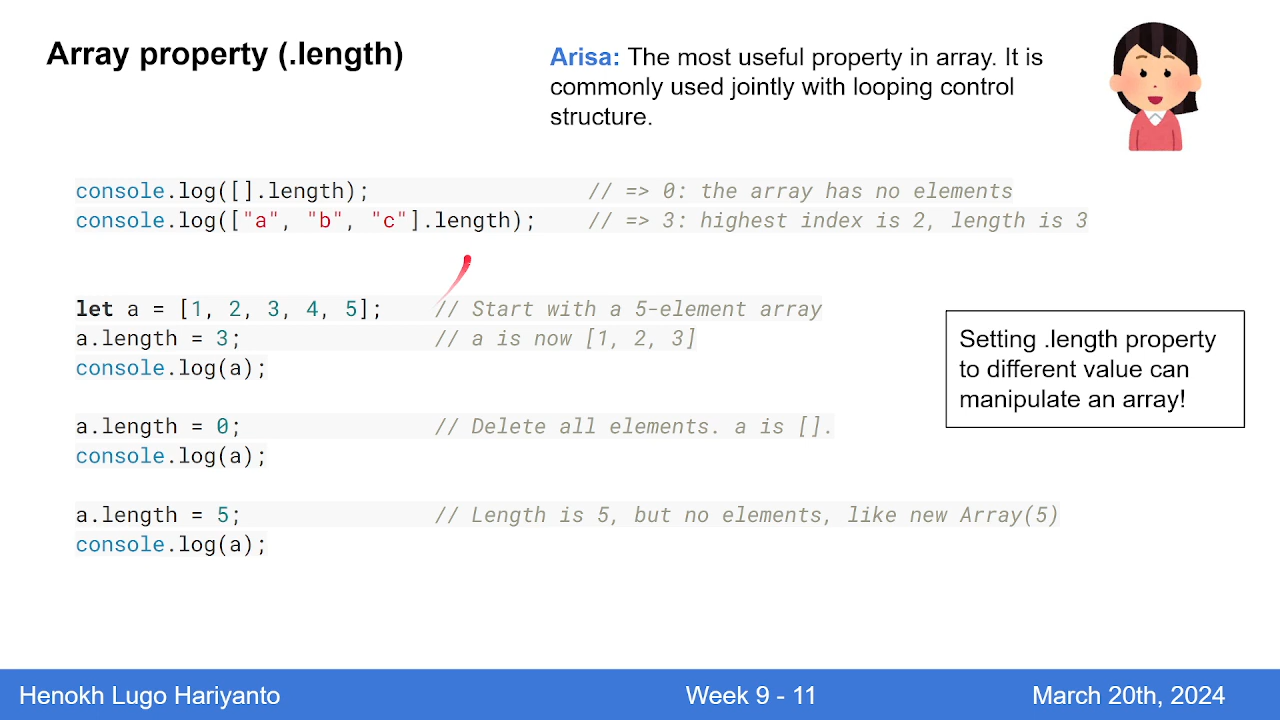 Array property (.length)
Arisa: The most useful property in array. It is
commonly used jointly with looping control
structure.
console.log([].length); // => 0: the array has no elements
console.log(["a", "b", "c"].length); // => 3: highest index is 2, length is 3
let a = [1, 2, 3, 4, 5]; // Start with a 5-element array
a.length = 3; // a is now [1, 2, 3]
console.log(a);
a.length = 0; // Delete all elements. a is [].
console.log(a);
a.length = 5; // Length is 5, but no elements, like new Array(5)
console.log(a);
Setting .length property
to different value can
manipulate an array!
Henokh Lugo Hariyanto Week 9 - 11 March 20th, 2024